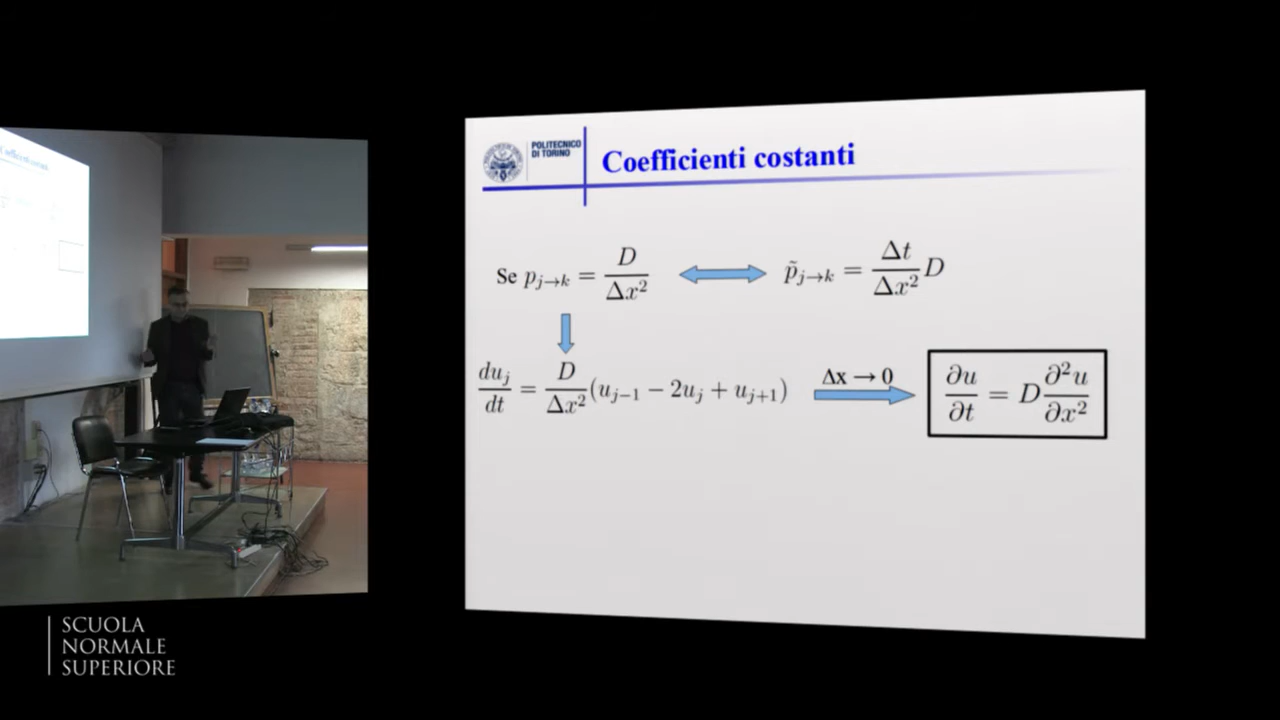 POLITECNICO
DI TORINO
Coefficienti costanti
Se p_{j→k} = D/Δx² ⟺ p̃_{j→k} = Δt/Δx² D
du_j/dt = D/Δx² (u_{j−1} − 2u_j + u_{j+1})
Δx → 0
∂u/∂t = D ∂²u/∂x²
SCUOLA
NORMALE
SUPERIORE